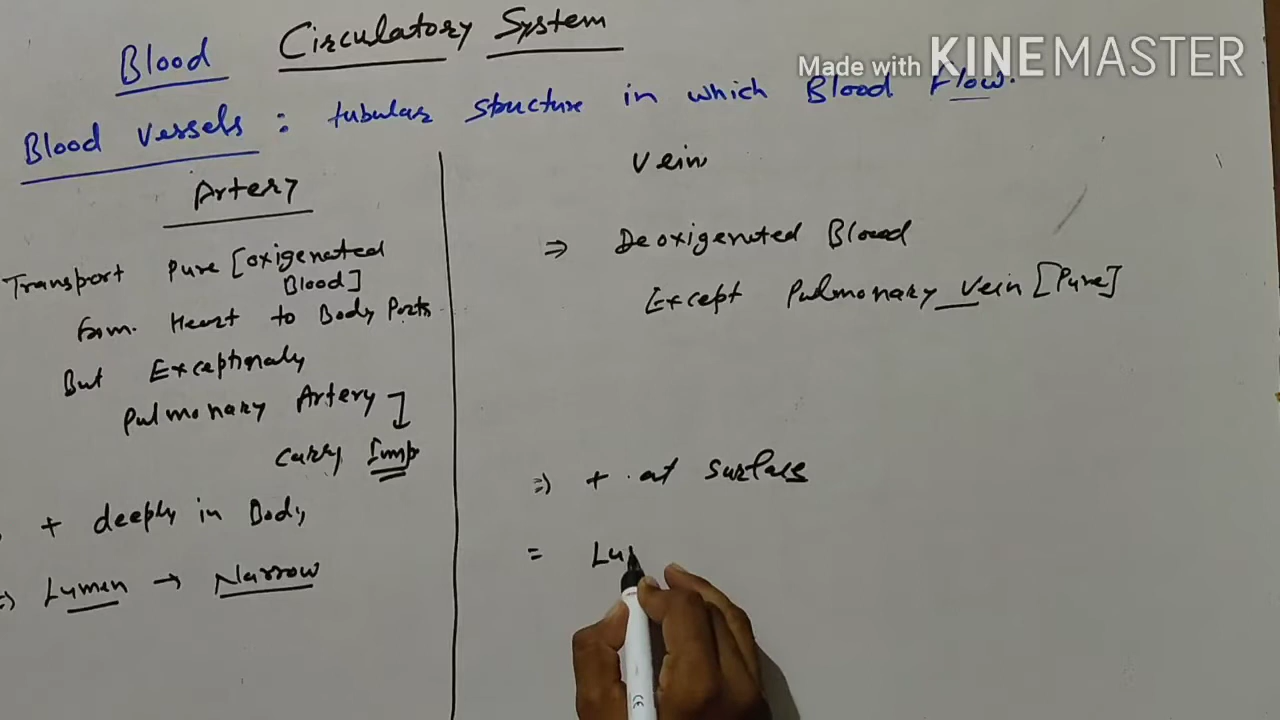 Blood Circulatory System
Made with KINEMASTER
Blood Vessels : tubular structure in which Blood Flow.
Artery
Transport Pure [oxigenated
Blood]
from. Heart to Body Parts
But Exceptionaly
Pulmonary Artery
carry Imp
+ deeply in Body
⇒ Lumen → Narrow
Vein
⇒ Deoxigenated Blood
Except Pulmonary Vein [Pure]
⇒ + at surface
= Lu